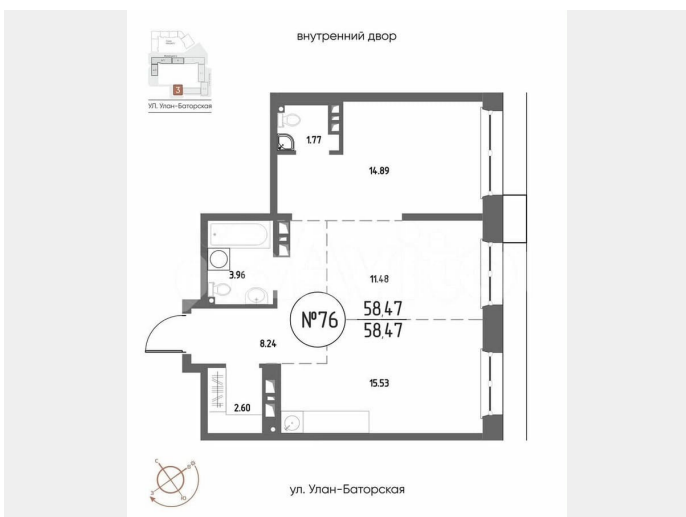 внутренний двор
3
УЛ. Улан-Баторская
1.77
14.89
3.96
11.48
№76
58,47
58,47
8.24
15.53
2.60
С
В
З
Ю
ул. Улан-Баторская